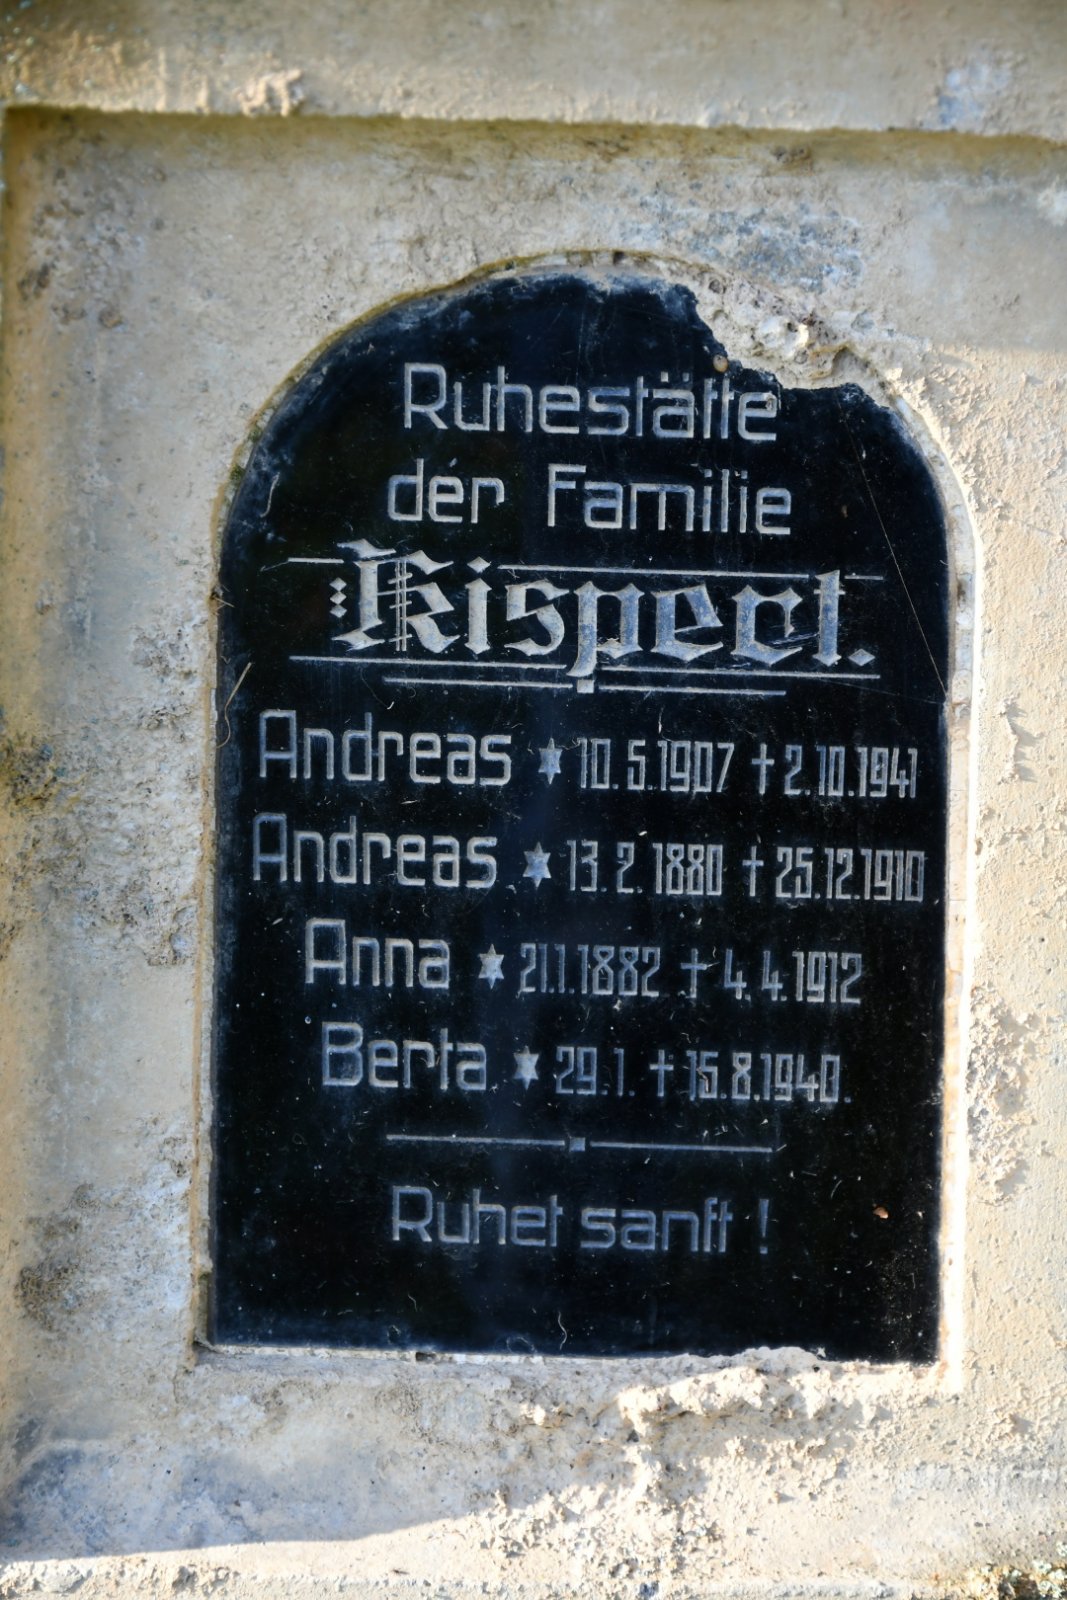 Ruhestätte
der Familie
Kispert.
Andreas * 10.5.1907 † 2.10.1941
Andreas * 13.2.1880 † 25.12.1910
Anna * 21.1.1882 † 4.4.1912
Berta * 29.1. † 15.8.1940.
Ruhet sanft !